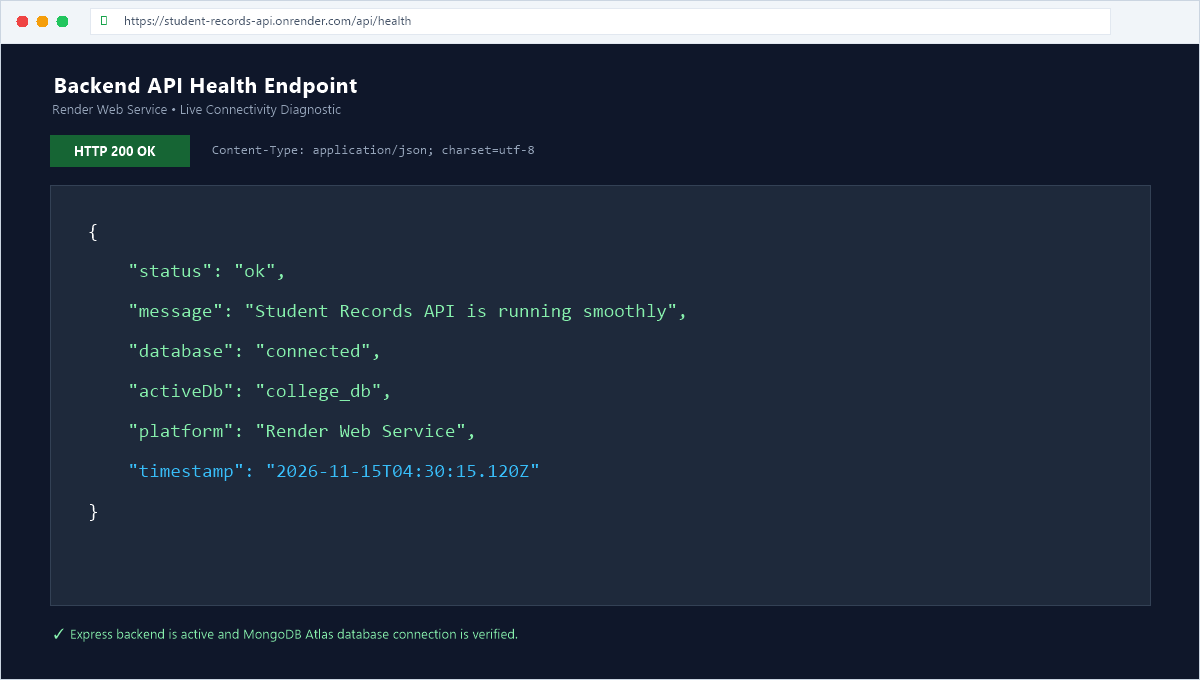 https://student-records-api.onrender.com/api/health
Backend API Health Endpoint
Render Web Service • Live Connectivity Diagnostic
HTTP 200 OK
Content-Type: application/json; charset=utf-8
{
"status": "ok",
"message": "Student Records API is running smoothly",
"database": "connected",
"activeDb": "college_db",
"platform": "Render Web Service",
"timestamp": "2026-11-15T04:30:15.120Z"
}
✓ Express backend is active and MongoDB Atlas database connection is verified.